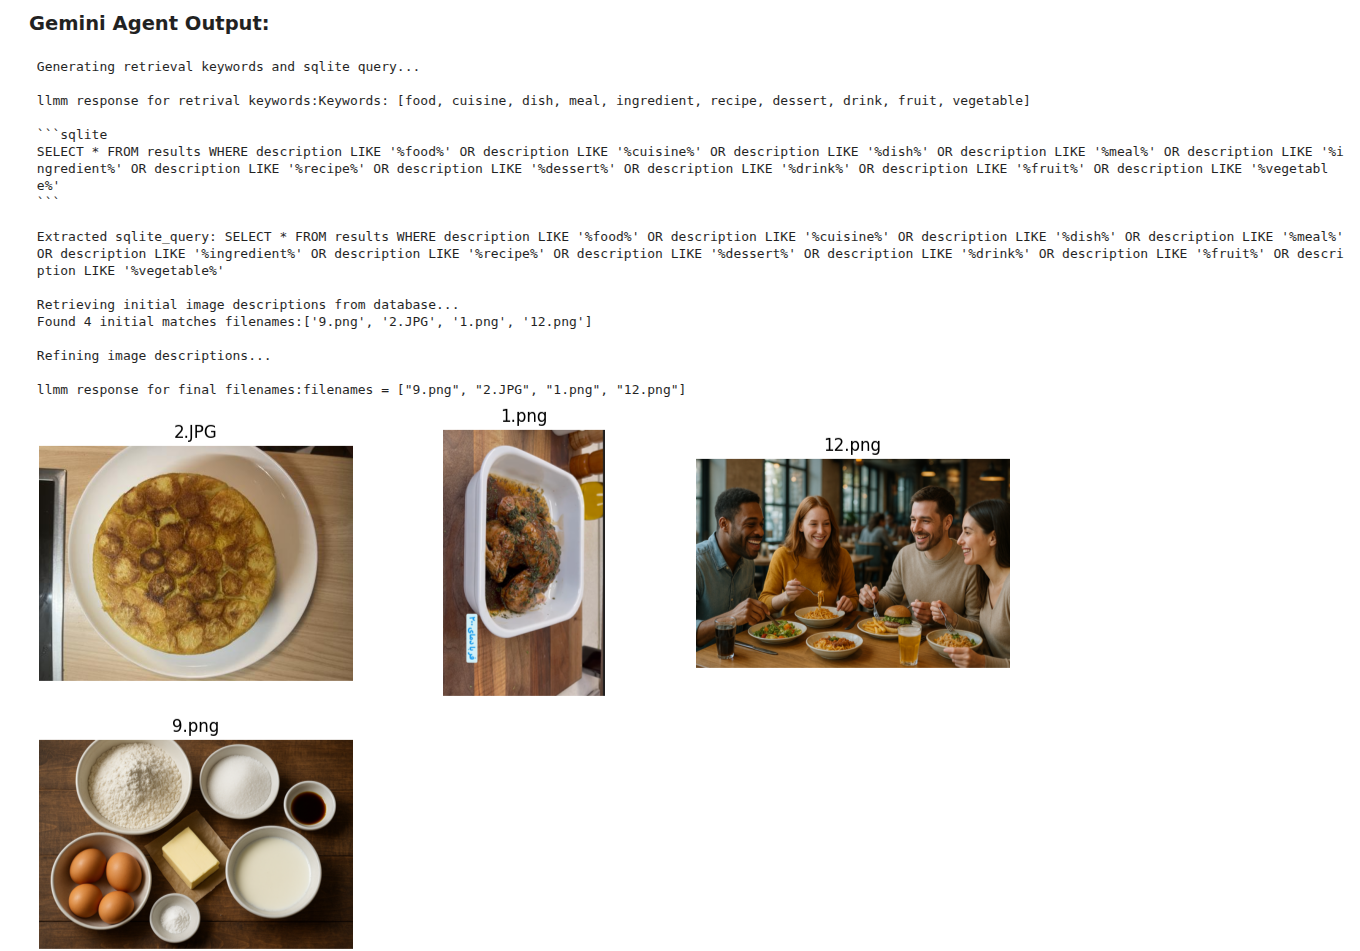 Gemini Agent Output:
Generating retrieval keywords and sqlite query...
llmm response for retrival keywords:Keywords: [food, cuisine, dish, meal, ingredient, recipe, dessert, drink, fruit, vegetable]
```sqlite
SELECT * FROM results WHERE description LIKE '%food%' OR description LIKE '%cuisine%' OR description LIKE '%dish%' OR description LIKE '%meal%' OR description LIKE '%i
ngredient%' OR description LIKE '%recipe%' OR description LIKE '%dessert%' OR description LIKE '%drink%' OR description LIKE '%fruit%' OR description LIKE '%vegetabl
e%'
```
Extracted sqlite_query: SELECT * FROM results WHERE description LIKE '%food%' OR description LIKE '%cuisine%' OR description LIKE '%dish%' OR description LIKE '%meal%'
OR description LIKE '%ingredient%' OR description LIKE '%recipe%' OR description LIKE '%dessert%' OR description LIKE '%drink%' OR description LIKE '%fruit%' OR descri
ption LIKE '%vegetable%'
Retrieving initial image descriptions from database...
Found 4 initial matches filenames:['9.png', '2.JPG', '1.png', '12.png']
Refining image descriptions...
llmm response for final filenames:filenames = ["9.png", "2.JPG", "1.png", "12.png"]
2.JPG
1.png
12.png
9.png